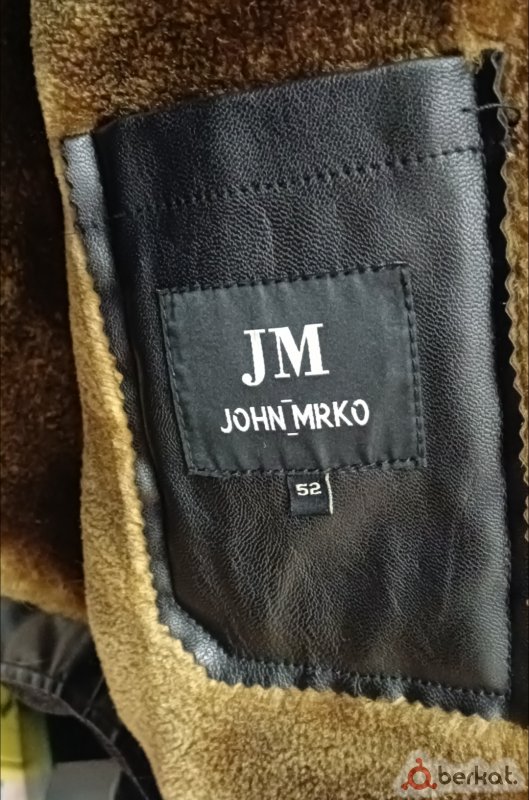 JM
JOHN_MRKO
52
berkat.